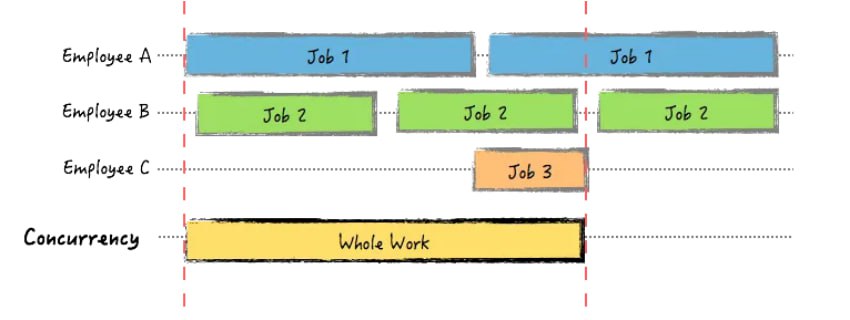 Employee A
Job 1
Job 1
Employee B
Job 2
Job 2
Job 2
Employee C
Job 3
Concurrency
Whole Work